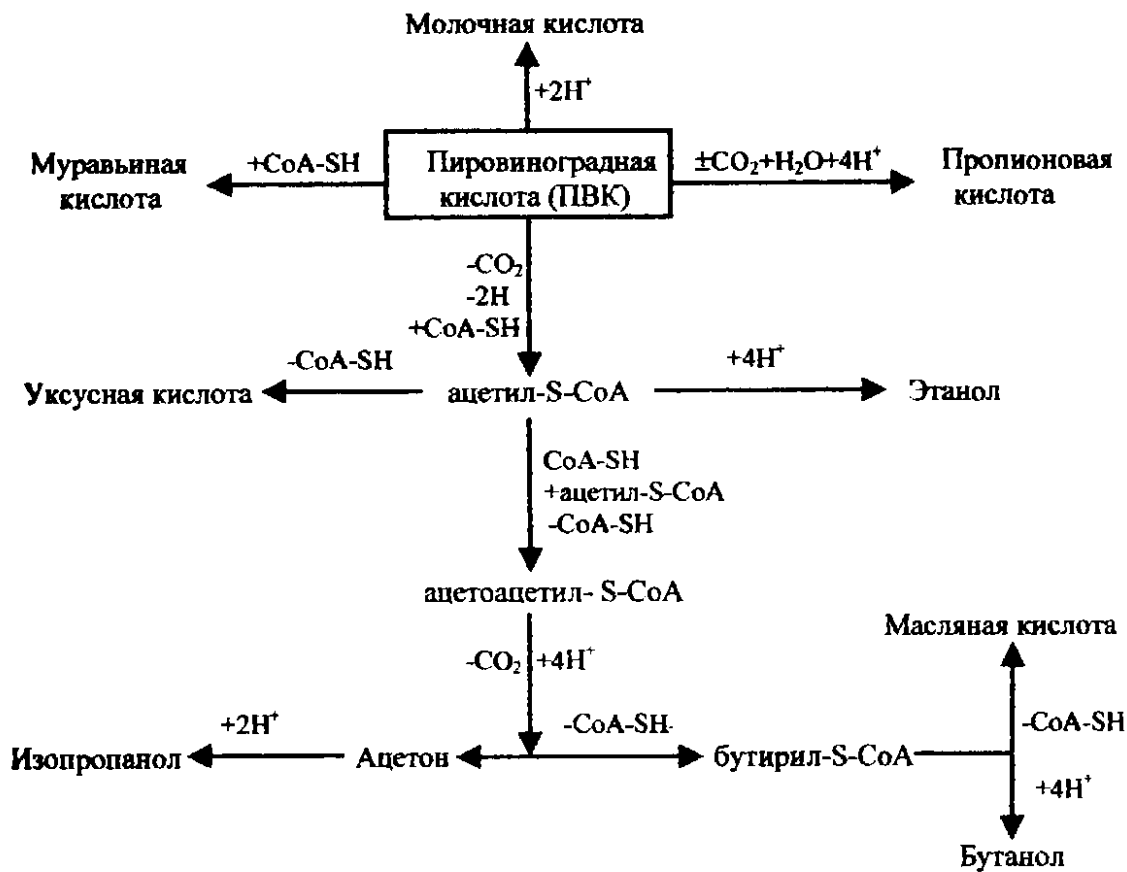 Молочная кислота
+2H⁺
Муравьиная кислота
+CoA-SH
Пировиноградная
кислота (ПВК)
±CO₂+H₂O+4H⁺
Пропионовая
кислота
-CO₂
-2H
+CoA-SH
-CoA-SH
+4H⁺
Уксусная кислота
ацетил-S-CoA
Этанол
CoA-SH
+ацетил-S-CoA
-CoA-SH
ацетоацетил- S-CoA
Масляная кислота
-CO₂
+4H⁺
+2H⁺
-CoA-SH-
-CoA-SH
Изопропанол
Ацетон
бутирил-S-CoA
+4H⁺
Бутанол